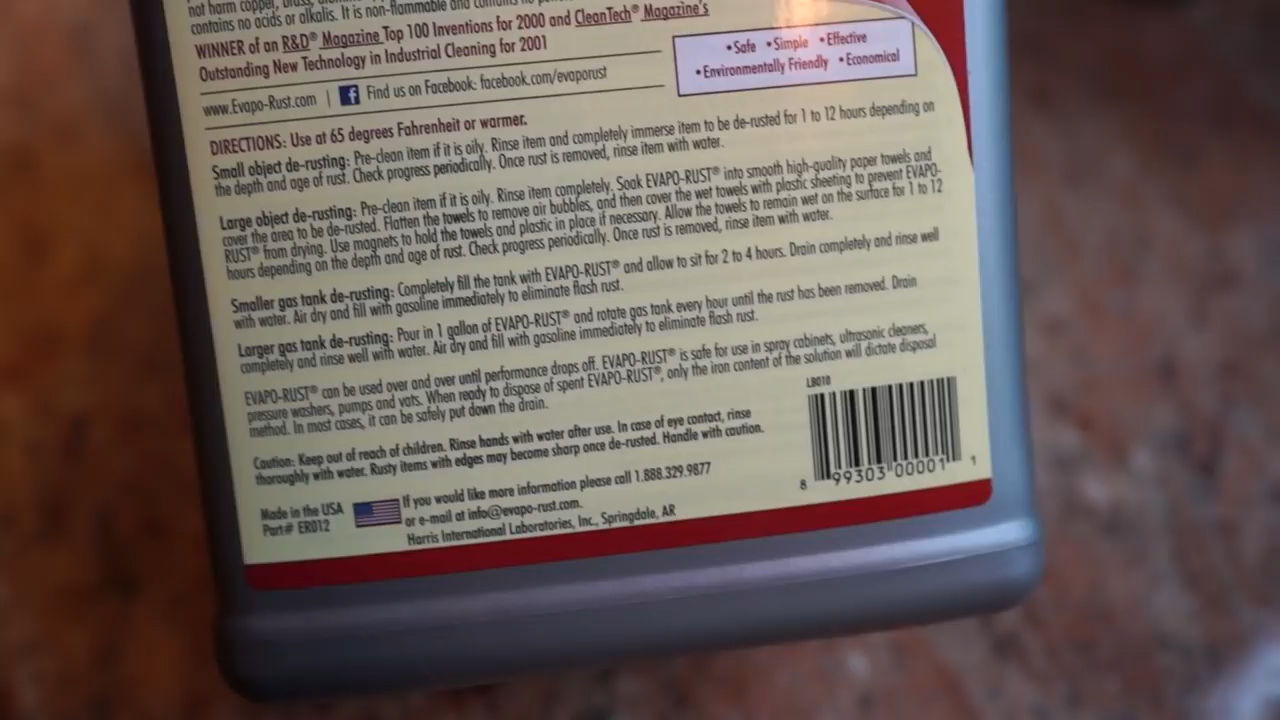 not harm copper, brass,
contains no acids or alkalis. It is non-flammable and contains no
WINNER of an R&D® Magazine Top 100 Inventions for 2000 and CleanTech® Magazine's
Outstanding New Technology in Industrial Cleaning for 2001
www.Evapo-Rust.com | f Find us on Facebook: facebook.com/evaporust
•Safe •Simple •Effective
•Environmentally Friendly •Economical
DIRECTIONS: Use at 65 degrees Fahrenheit or warmer.
Small object de-rusting: Pre-clean item if it is oily. Rinse item and completely immerse item to be de-rusted for 1 to 12 hours depending on
the depth and age of rust. Check progress periodically. Once rust is removed, rinse item with water.
Large object de-rusting: Pre-clean item if it is oily. Rinse item completely. Soak EVAPO-RUST® into smooth high-quality paper towels and
cover the area to be de-rusted. Flatten the towels to remove air bubbles, and then cover the wet towels with plastic sheeting to prevent EVAPO-
RUST® from drying. Use magnets to hold the towels and plastic in place if necessary. Allow the towels to remain wet on the surface for 1 to 12
hours depending on the depth and age of rust. Check progress periodically. Once rust is removed, rinse item with water.
Smaller gas tank de-rusting: Completely fill the tank with EVAPO-RUST® and allow to sit for 2 to 4 hours. Drain completely and rinse well
with water. Air dry and fill with gasoline immediately to eliminate flash rust.
Larger gas tank de-rusting: Pour in 1 gallon of EVAPO-RUST® and rotate gas tank every hour until the rust has been removed. Drain
completely and rinse well with water. Air dry and fill with gasoline immediately to eliminate flash rust.
EVAPO-RUST® can be used over and over until performance drops off. EVAPO-RUST® is safe for use in spray cabinets, ultrasonic cleaners,
pressure washers, pumps and vats. When ready to dispose of spent EVAPO-RUST®, only the iron content of the solution will dictate disposal
method. In most cases, it can be safely put down the drain.
Caution: Keep out of reach of children. Rinse hands with water after use. In case of eye contact, rinse
thoroughly with water. Rusty items with edges may become sharp once de-rusted. Handle with caution.
LB010
8 99303 00001 1
Made in the USA
Part# ER012
If you would like more information please call 1.888.329.9877
or e-mail at info@evapo-rust.com.
Harris International Laboratories, Inc., Springdale, AR